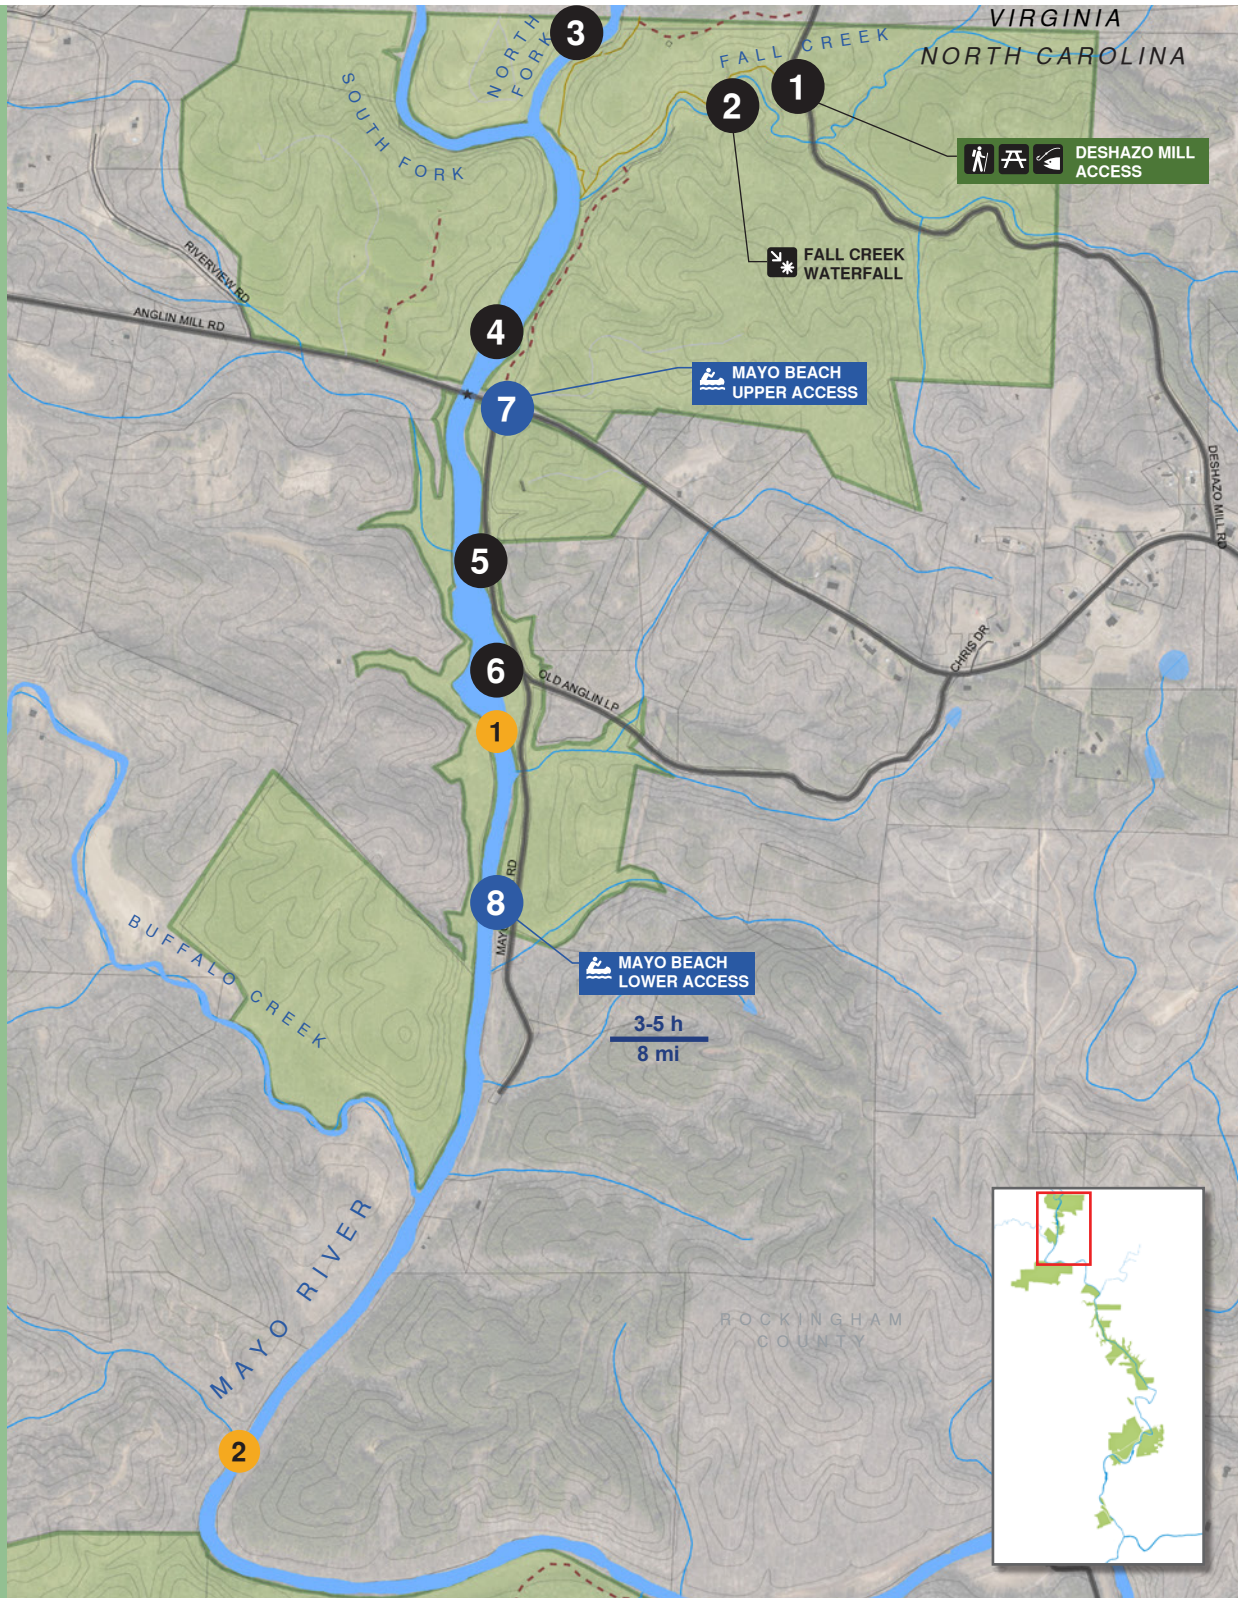 VIRGINIA
NORTH CAROLINA
NORTH
FORK
3
FALL CREEK
1
2
SOUTH FORK
DESHAZO MILL
ACCESS
FALL CREEK
WATERFALL
RIVERVIEW RD
ANGLIN MILL RD
4
7
MAYO BEACH
UPPER ACCESS
DESHAZO MILL RD
5
CHRIS DR
6
OLD ANGLIN LP
1
RD
8
MAY
BUFFALO CREEK
MAYO BEACH
LOWER ACCESS
3-5 h
8 mi
MAYO RIVER
ROCKINGHAM
COUNTY
2